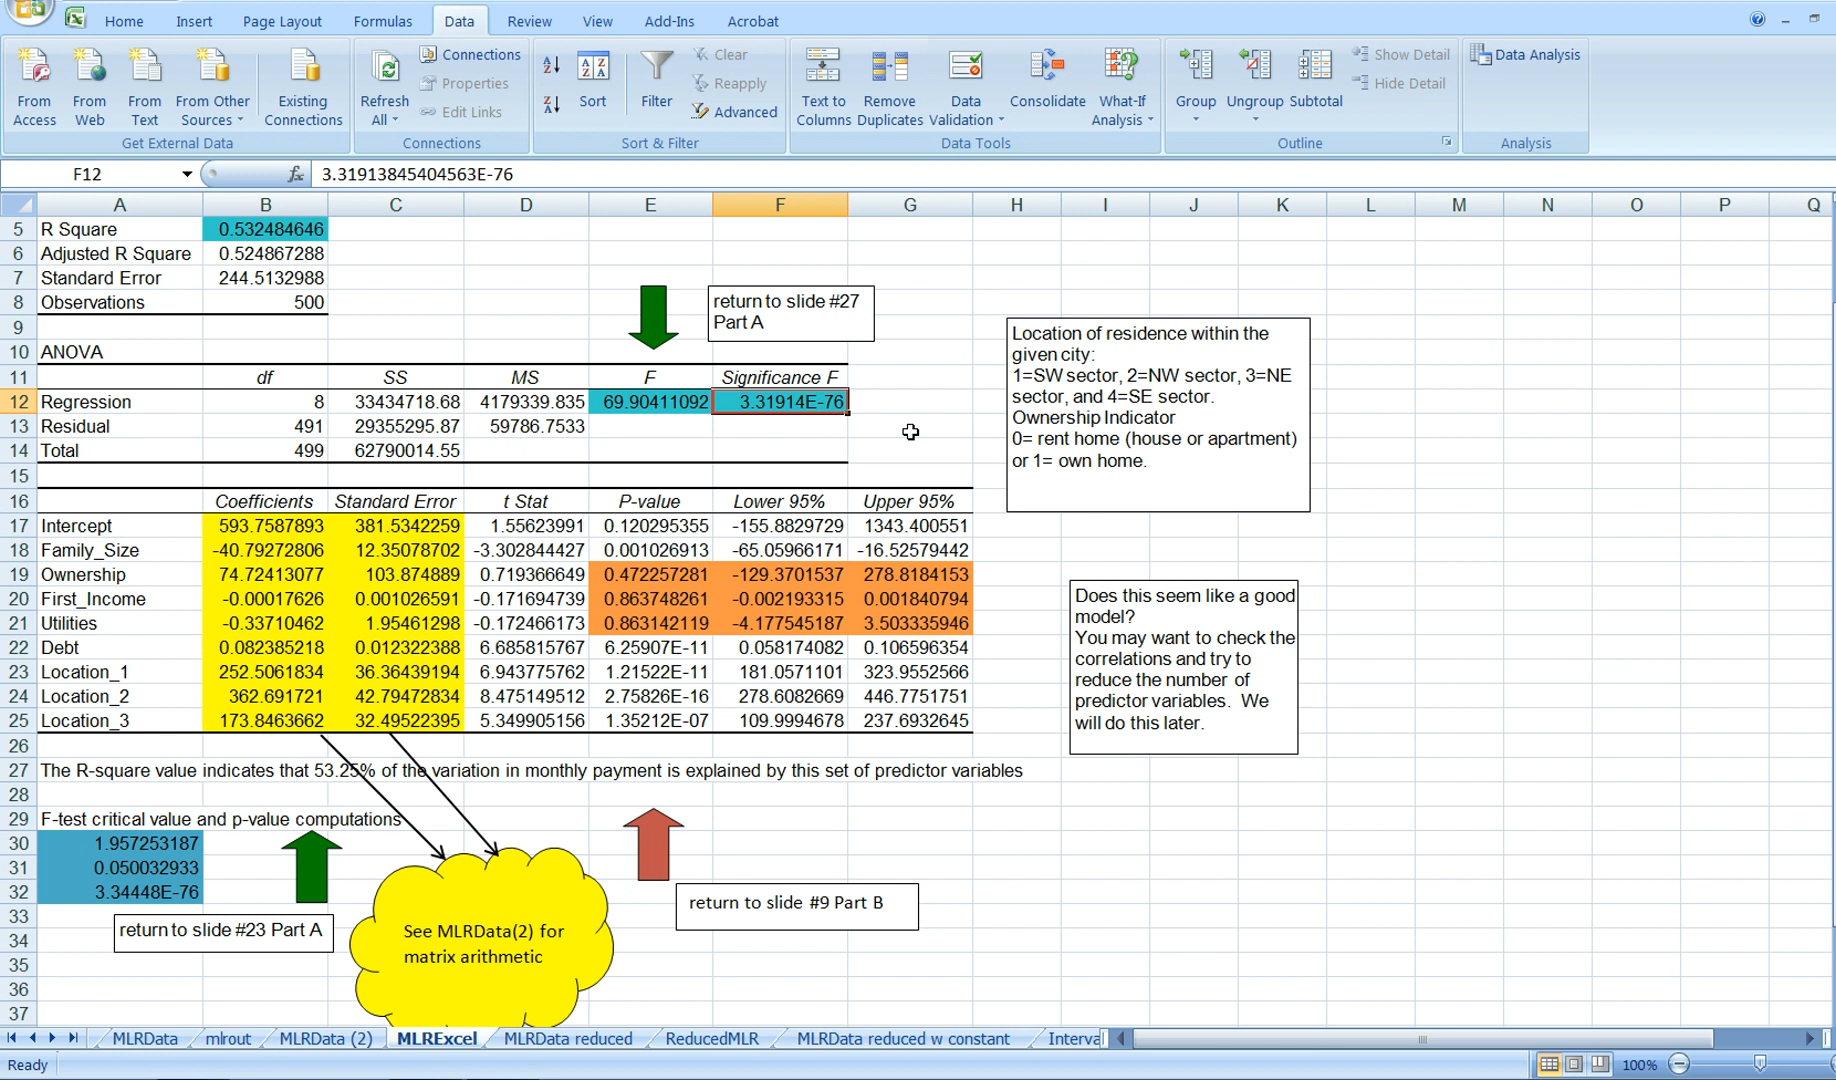 Home Insert Page Layout Formulas Data Review View Add-Ins Acrobat
From Access From Web From Text From Other Sources Existing Connections
Get External Data
Refresh All Connections Properties Edit Links
Connections
Sort Filter Clear Reapply Advanced
Sort & Filter
Text to Columns Remove Duplicates Data Validation Consolidate What-If Analysis
Data Tools
Group Ungroup Subtotal Show Detail Hide Detail
Outline
Data Analysis
Analysis
F12 fx 3.31913845404563E-76
A B C D E F G H I J K L M N O P Q
5 R Square 0.532484646
6 Adjusted R Square 0.524867288
7 Standard Error 244.5132988
8 Observations 500
9
10 ANOVA
11 df SS MS F Significance F
12 Regression 8 33434718.68 4179339.835 69.90411092 3.31914E-76
13 Residual 491 29355295.87 59786.7533
14 Total 499 62790014.55
15
16 Coefficients Standard Error t Stat P-value Lower 95% Upper 95%
17 Intercept 593.7587893 381.5342259 1.55623991 0.120295355 -155.8829729 1343.400551
18 Family_Size -40.79272806 12.35078702 -3.302844427 0.001026913 -65.05966171 -16.52579442
19 Ownership 74.72413077 103.874889 0.719366649 0.472257281 -129.3701537 278.8184153
20 First_Income -0.00017626 0.001026591 -0.171694739 0.863748261 -0.002193315 0.001840794
21 Utilities -0.33710462 1.95461298 -0.172466173 0.863142119 -4.177545187 3.503335946
22 Debt 0.082385218 0.012322388 6.685815767 6.25907E-11 0.058174082 0.106596354
23 Location_1 252.5061834 36.36439194 6.943775762 1.21522E-11 181.0571101 323.9552566
24 Location_2 362.691721 42.79472834 8.475149512 2.75826E-16 278.6082669 446.7751751
25 Location_3 173.8463662 32.49522395 5.349905156 1.35212E-07 109.9994678 237.6932645
26
27 The R-square value indicates that 53.25% of the variation in monthly payment is explained by this set of predictor variables
28
29 F-test critical value and p-value computations
30 1.957253187
31 0.050032933
32 3.34448E-76
33
34
35
36
37
return to slide #27
Part A
Location of residence within the
given city:
1=SW sector, 2=NW sector, 3=NE
sector, and 4=SE sector.
Ownership Indicator
0= rent home (house or apartment)
or 1= own home.
Does this seem like a good
model?
You may want to check the
correlations and try to
reduce the number of
predictor variables. We
will do this later.
return to slide #23 Part A
See MLRData(2) for
matrix arithmetic
return to slide #9 Part B
MLRData mlrout MLRData (2) MLRExcel MLRData reduced ReducedMLR MLRData reduced w constant Interva
Ready 100%